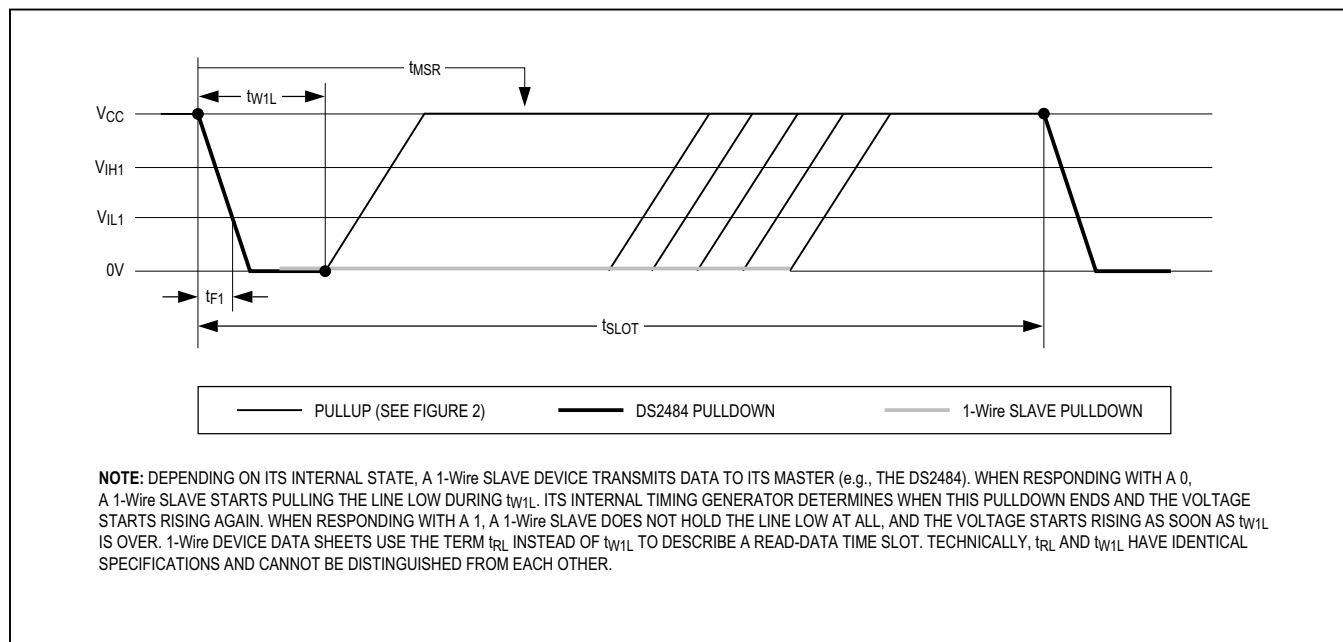 tMSR
tW1L
VCC
VIH1
VIL1
0V
tF1
tSLOT
PULLUP (SEE FIGURE 2) DS2484 PULLDOWN 1-Wire SLAVE PULLDOWN
NOTE: DEPENDING ON ITS INTERNAL STATE, A 1-Wire SLAVE DEVICE TRANSMITS DATA TO ITS MASTER (e.g., THE DS2484). WHEN RESPONDING WITH A 0,
A 1-Wire SLAVE STARTS PULLING THE LINE LOW DURING tW1L. ITS INTERNAL TIMING GENERATOR DETERMINES WHEN THIS PULLDOWN ENDS AND THE VOLTAGE
STARTS RISING AGAIN. WHEN RESPONDING WITH A 1, A 1-Wire SLAVE DOES NOT HOLD THE LINE LOW AT ALL, AND THE VOLTAGE STARTS RISING AS SOON AS tW1L
IS OVER. 1-Wire DEVICE DATA SHEETS USE THE TERM tRL INSTEAD OF tW1L TO DESCRIBE A READ-DATA TIME SLOT. TECHNICALLY, tRL AND tW1L HAVE IDENTICAL
SPECIFICATIONS AND CANNOT BE DISTINGUISHED FROM EACH OTHER.